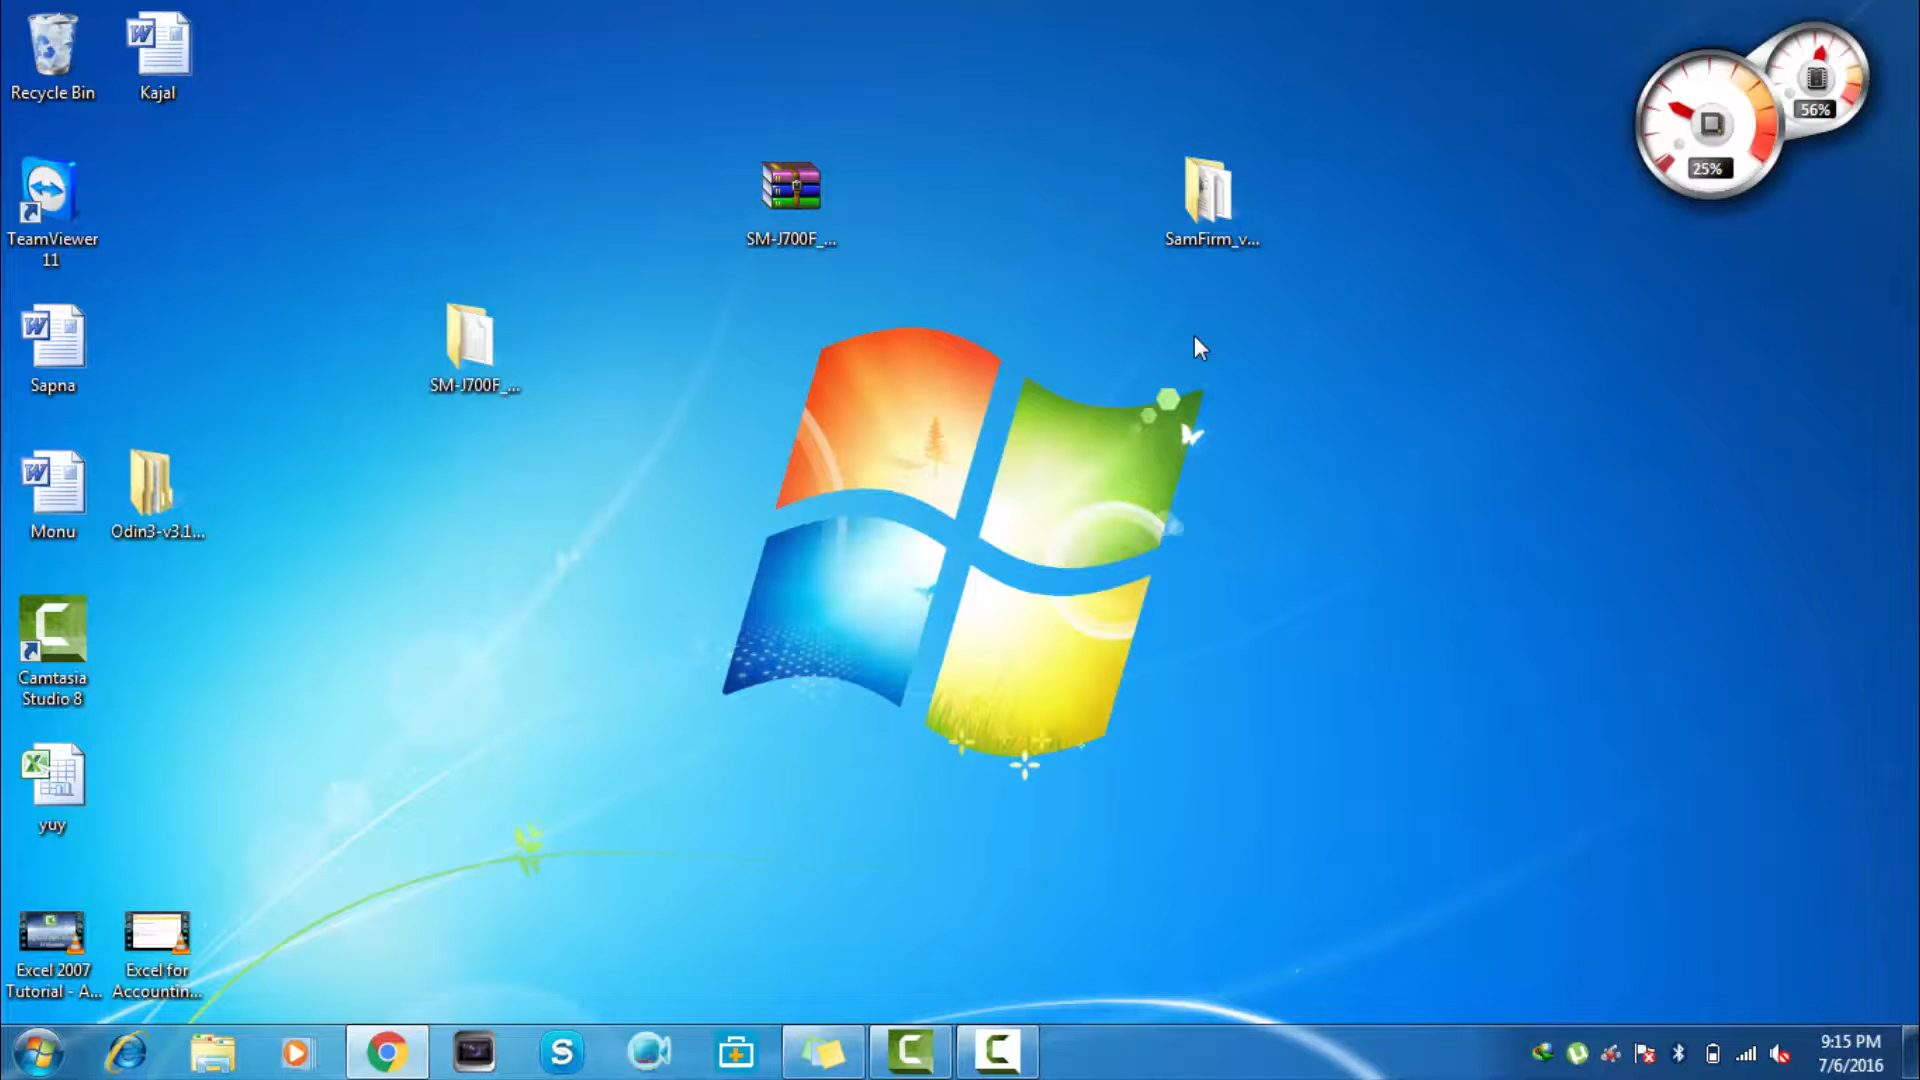 Recycle Bin
Kajal
TeamViewer
11
SM-J700F_...
SamFirm_v...
56%
25%
Sapna
SM-J700F_...
Monu
Odin3-v3.1...
Camtasia
Studio 8
yuy
Excel 2007
Tutorial - A...
Excel for
Accountin...
9:15 PM
7/6/2016